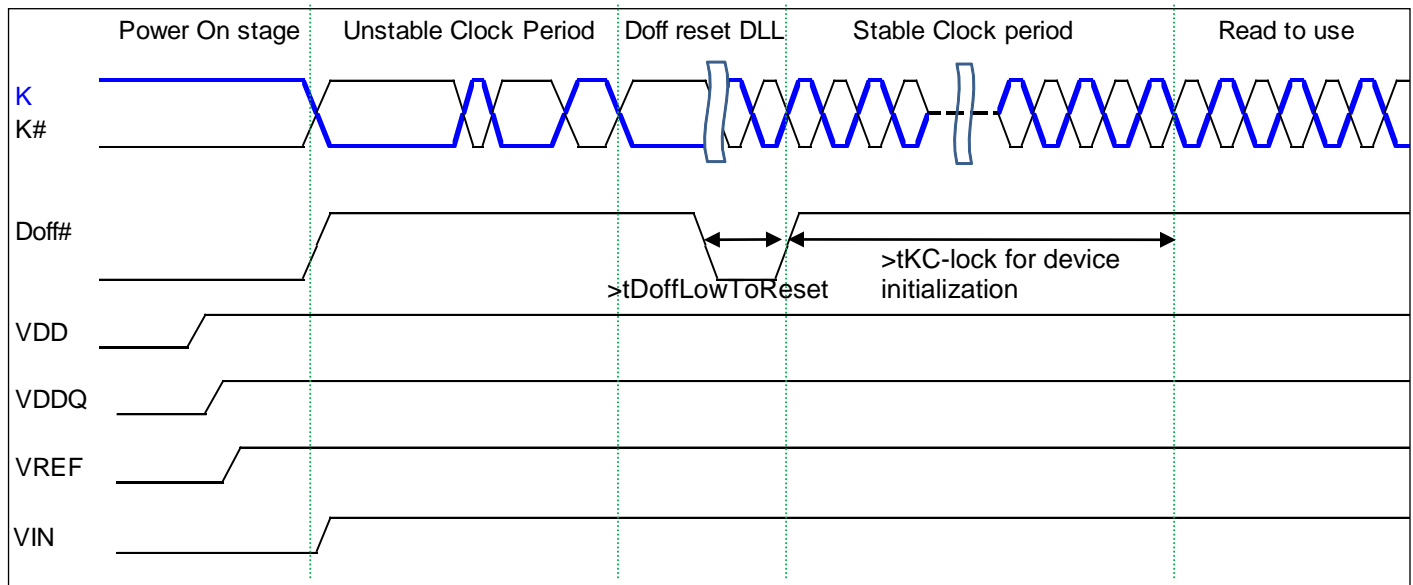 Power On stage
Unstable Clock Period
Doff reset DLL
Stable Clock period
Read to use
K
K#
Doff#
>tDoffLowToReset
>tKC-lock for device
initialization
VDD
VDDQ
VREF
VIN